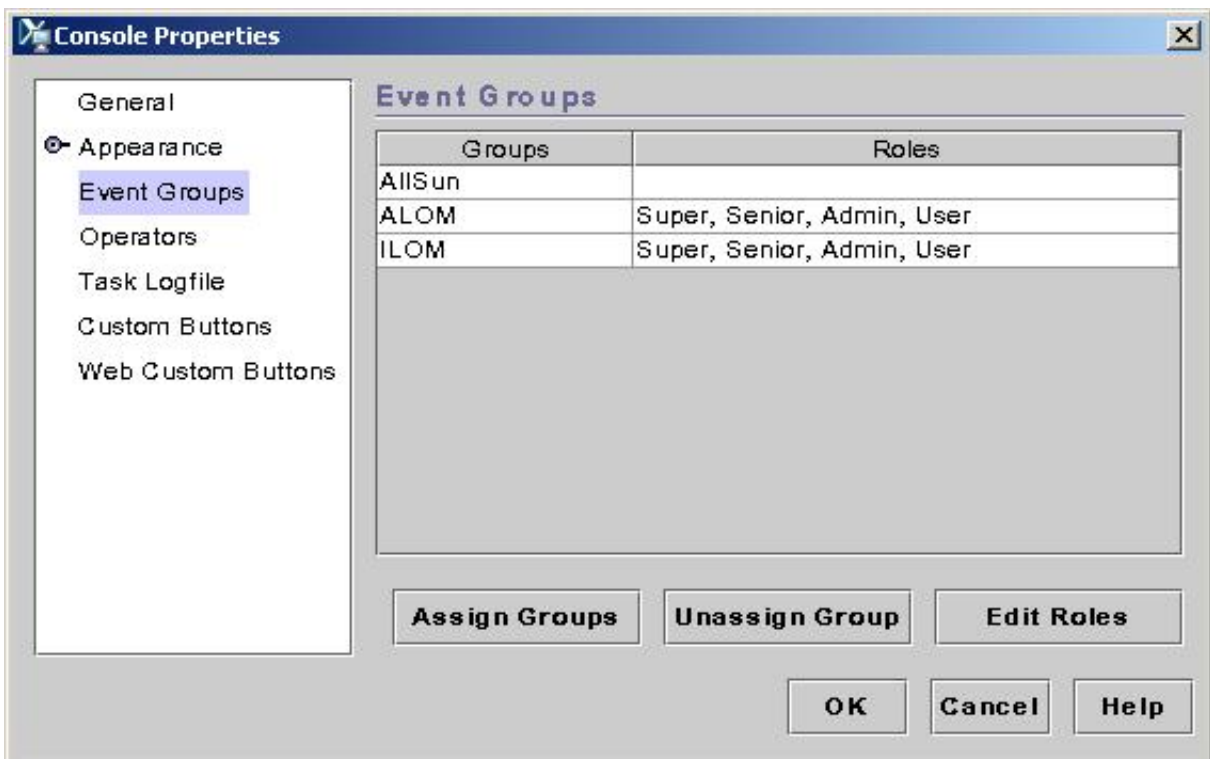 Console Properties
General
Appearance
Event Groups
Operators
Task Logfile
Custom Buttons
Web Custom Buttons
Event Groups
Groups Roles
AllSun
ALOM Super, Senior, Admin, User
ILOM Super, Senior, Admin, User
Assign Groups Unassign Group Edit Roles
OK Cancel Help